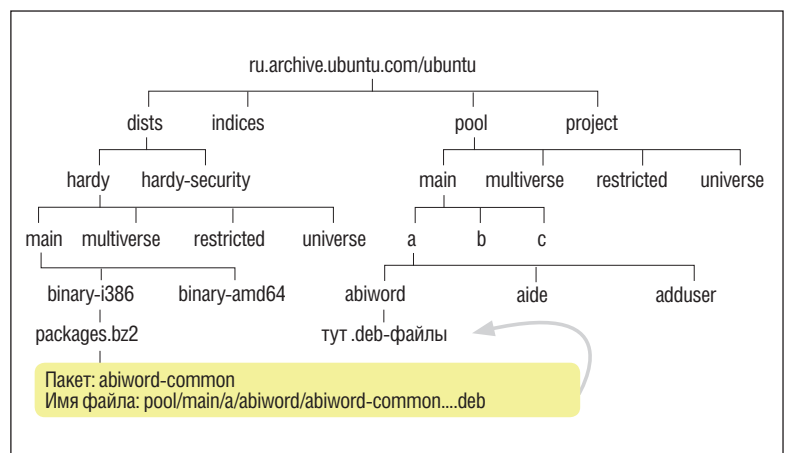 ru.archive.ubuntu.com/ubuntu
dists indices pool project
hardy hardy-security main multiverse restricted universe
main multiverse restricted universe a b c
binary-i386 binary-amd64 abiword aide adduser
packages.bz2 тут .deb-файлы
Пакет: abiword-common
Имя файла: pool/main/a/abiword/abiword-common....deb